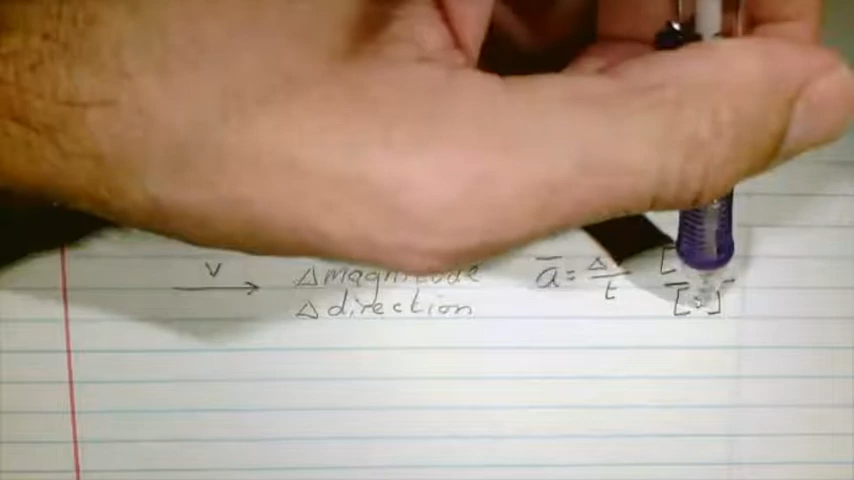 v
Δmagnitude a̅ = Δ / t [
Δdirection [s]